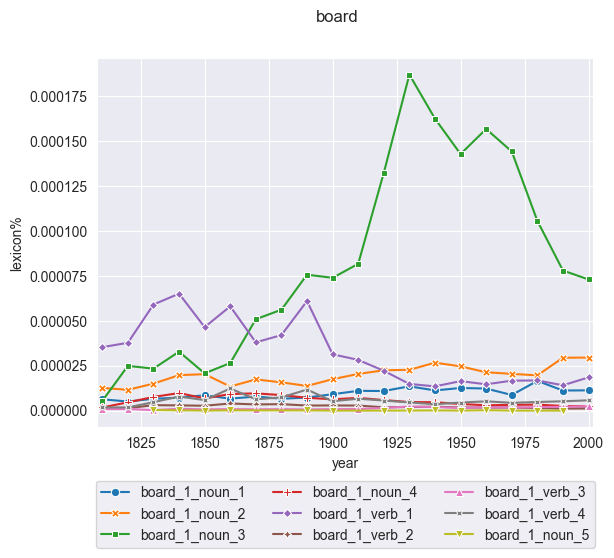 board
0.000175
0.000150
0.000125
0.000100
0.000075
0.000050
0.000025
0.000000
lexicon%
1825 1850 1875 1900 1925 1950 1975 2000
year
board_1_noun_1 board_1_noun_4 board_1_verb_3
board_1_noun_2 board_1_verb_1 board_1_verb_4
board_1_noun_3 board_1_verb_2 board_1_noun_5